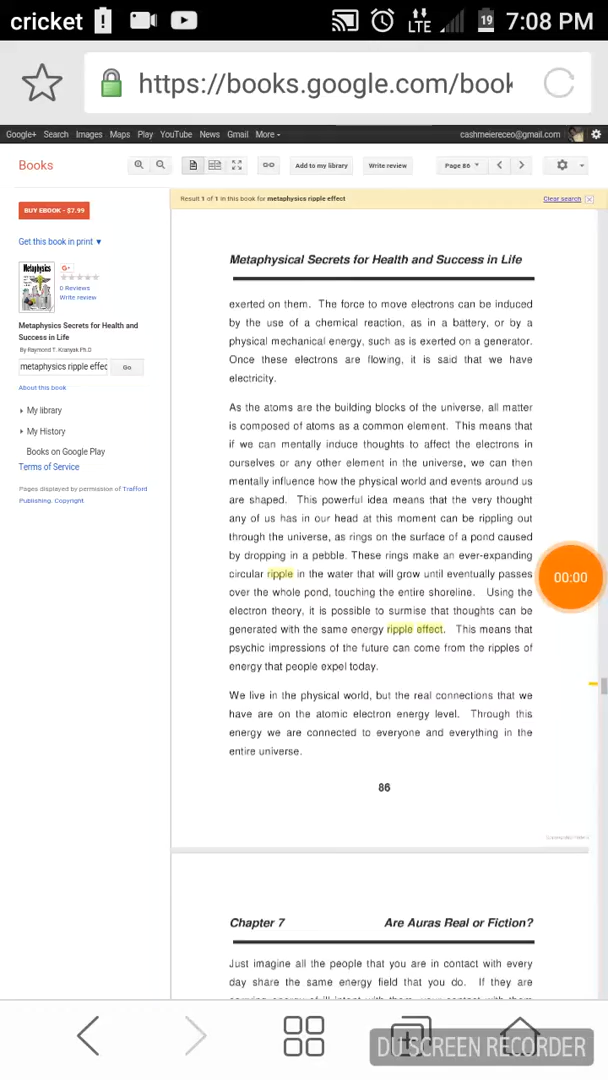 cricket
LTE
19
7:08 PM
https://books.google.com/book
Google+ Search Images Maps Play YouTube News Gmail More
cashmeiereceo@gmail.com
Books
Add to my library
Write review
Page 86
BUY EBOOK - $7.99
Result 1 of 1 in this book for metaphysics ripple effect
Clear search
Get this book in print ▼
Metaphysics
G+
0 Reviews
Write review
Metaphysics Secrets for Health and
Success in Life
By Raymond T. Kranyak Ph.D
metaphysics ripple effec
Go
About this book
My library
My History
Books on Google Play
Terms of Service
Pages displayed by permission of Trafford
Publishing. Copyright
Metaphysical Secrets for Health and Success in Life
exerted on them. The force to move electrons can be induced
by the use of a chemical reaction, as in a battery, or by a
physical mechanical energy, such as is exerted on a generator.
Once these electrons are flowing, it is said that we have
electricity.
As the atoms are the building blocks of the universe, all matter
is composed of atoms as a common element. This means that
if we can mentally induce thoughts to affect the electrons in
ourselves or any other element in the universe, we can then
mentally influence how the physical world and events around us
are shaped. This powerful idea means that the very thought
any of us has in our head at this moment can be rippling out
through the universe, as rings on the surface of a pond caused
by dropping in a pebble. These rings make an ever-expanding
circular ripple in the water that will grow until eventually passes
over the whole pond, touching the entire shoreline. Using the
electron theory, it is possible to surmise that thoughts can be
generated with the same energy ripple effect. This means that
psychic impressions of the future can come from the ripples of
energy that people expel today.
We live in the physical world, but the real connections that we
have are on the atomic electron energy level. Through this
energy we are connected to everyone and everything in the
entire universe.
86
00:00
Chapter 7 Are Auras Real or Fiction?
Just imagine all the people that you are in contact with every
day share the same energy field that you do. If they are
DU SCREEN RECORDER